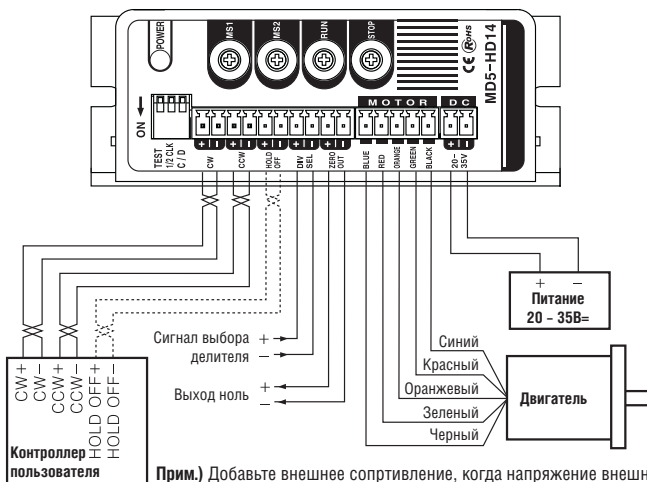 POWER
MS1
MS2
RUN
STOP
CE RoHS
MD5-HD14
ON
MOTOR
DC
TEST
1/2 CLK
C / D
+ - + - + - + - + -
+ -
CW
CCW
HOLD
OFF
DIIV
SEL
ZERO
OUT
BLUE
RED
ORANGE
GREEN
BLACK
20-
35V
+ -
Питание
20 - 35В=
Сигнал выбора +
делителя -
Выход ноль +
-
Синий
Красный
Оранжевый
Зеленый
Черный
Двигатель
CW+
CW-
CCW+
CCW-
HOLD OFF+
HOLD OFF-
Контроллер
пользователя
Прим.) Добавьте внешнее сопртивление, когда напряжение внешн